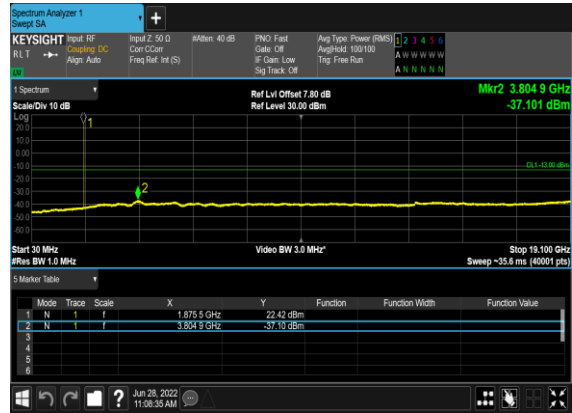 Spectrum Analyzer 1
Swept SA
+
KEYSIGHT Input: RF Input Z: 50 Ω #Atten: 40 dB PNO: Fast Avg Type: Power (RMS) 1 2 3 4 5 6
RLT Coupling: DC Corr CCorr Gate: Off Avg|Hold: 100/100 A W W W W W
Align: Auto Freq Ref: Int (S) IF Gain: Low Trig: Free Run
Sig Track: Off A N N N N N
1 Spectrum Ref Lvl Offset 7.80 dB Mkr2 3.804 9 GHz
Scale/Div 10 dB Ref Level 30.00 dBm -37.101 dBm
Log
20.0
10.0
0.00
-10.0
-20.0
-30.0
-40.0
-50.0
-60.0
1
2
DL1 -13.00 dBm
Start 30 MHz Video BW 3.0 MHz* Stop 19.100 GHz
#Res BW 1.0 MHz Sweep ~35.6 ms (40001 pts)
5 Marker Table
Mode Trace Scale X Y Function Function Width Function Value
1 N 1 f 1.875 5 GHz 22.42 dBm
2 N 1 f 3.804 9 GHz -37.10 dBm
3
4
5
6
? Jun 28, 2022
11:08:35 AM